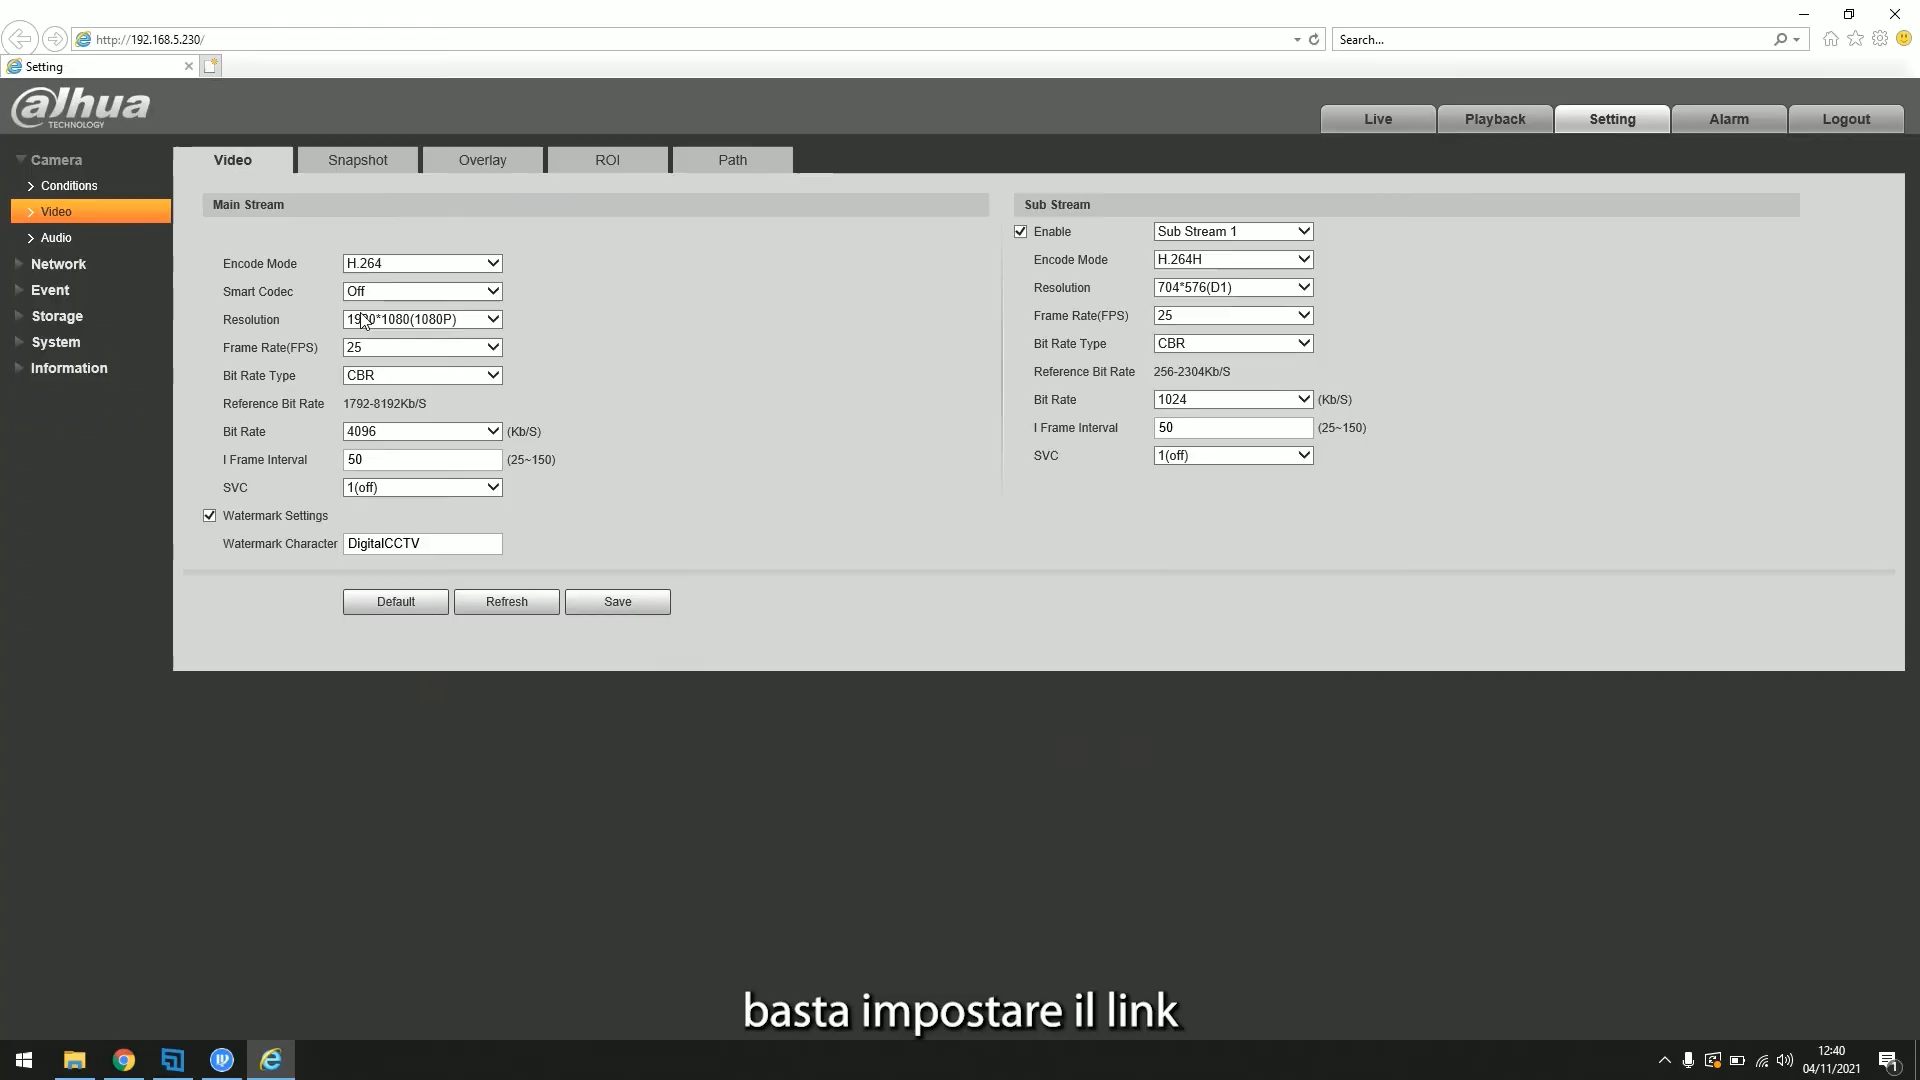 http://192.168.5.230/
Search...
Setting
alhua
TECHNOLOGY
Live
Playback
Setting
Alarm
Logout
Camera
Conditions
Video
Audio
Network
Event
Storage
System
Information
Video
Snapshot
Overlay
ROI
Path
Main Stream
Encode Mode H.264
Smart Codec Off
Resolution 1920*1080(1080P)
Frame Rate(FPS) 25
Bit Rate Type CBR
Reference Bit Rate 1792-8192Kb/S
Bit Rate 4096 (Kb/S)
I Frame Interval 50 (25~150)
SVC 1(off)
Watermark Settings
Watermark Character DigitalCCTV
Default
Refresh
Save
Sub Stream
Enable Sub Stream 1
Encode Mode H.264H
Resolution 704*576(D1)
Frame Rate(FPS) 25
Bit Rate Type CBR
Reference Bit Rate 256-2304Kb/S
Bit Rate 1024 (Kb/S)
I Frame Interval 50 (25~150)
SVC 1(off)
basta impostare il link
12:40
04/11/2021
1